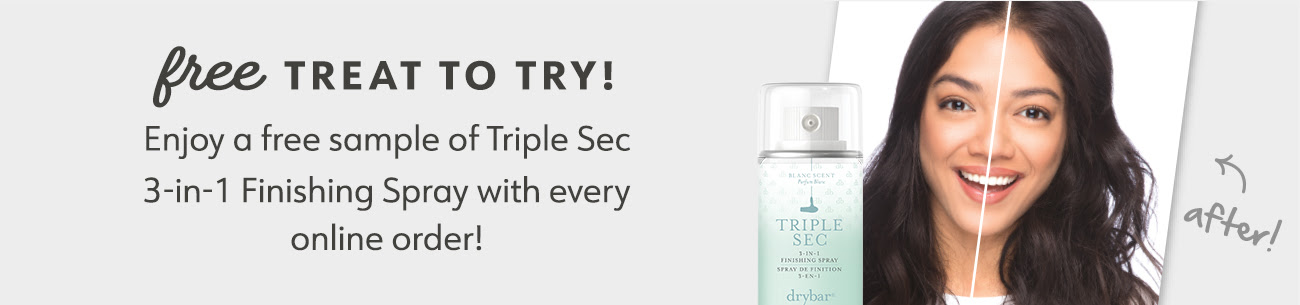 free TREAT TO TRY!
Enjoy a free sample of Triple Sec
3-in-1 Finishing Spray with every
online order!
BLANC SCENT
Parfum Blanc
TRIPLE
SEC
3-IN-1
FINISHING SPRAY
SPRAY DE FINITION
3-EN-1
drybar®
after!